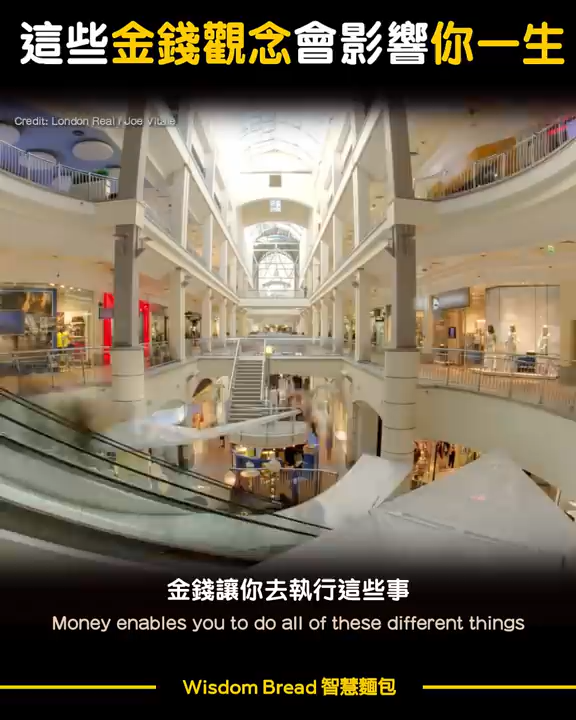 這些金錢觀念會影響你一生
Credit: London Real / Joe Vitale
金錢讓你去執行這些事
Money enables you to do all of these different things
Wisdom Bread 智慧麵包